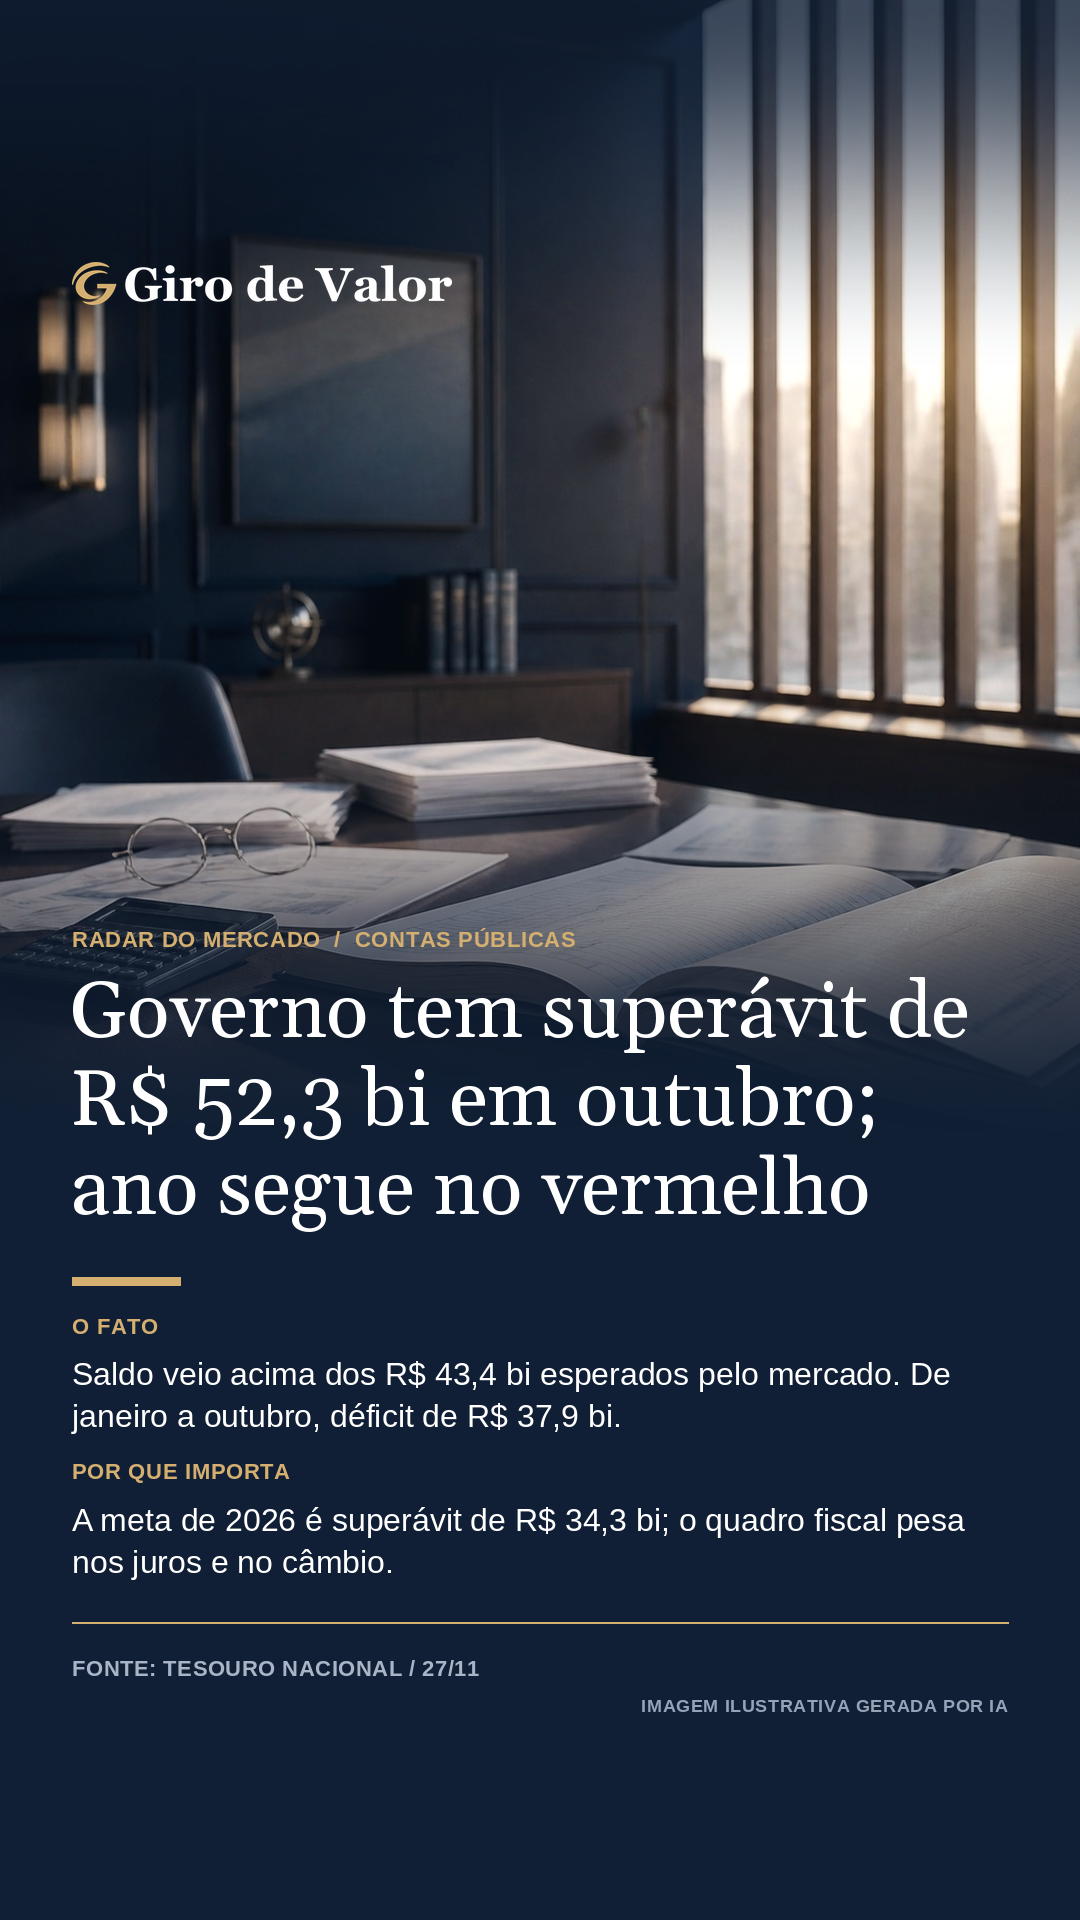 Giro de Valor
RADAR DO MERCADO / CONTAS PÚBLICAS
Governo tem superávit de
R$ 52,3 bi em outubro;
ano segue no vermelho
O FATO
Saldo veio acima dos R$ 43,4 bi esperados pelo mercado. De
janeiro a outubro, déficit de R$ 37,9 bi.
POR QUE IMPORTA
A meta de 2026 é superávit de R$ 34,3 bi; o quadro fiscal pesa
nos juros e no câmbio.
FONTE: TESOURO NACIONAL / 27/11
IMAGEM ILUSTRATIVA GERADA POR IA